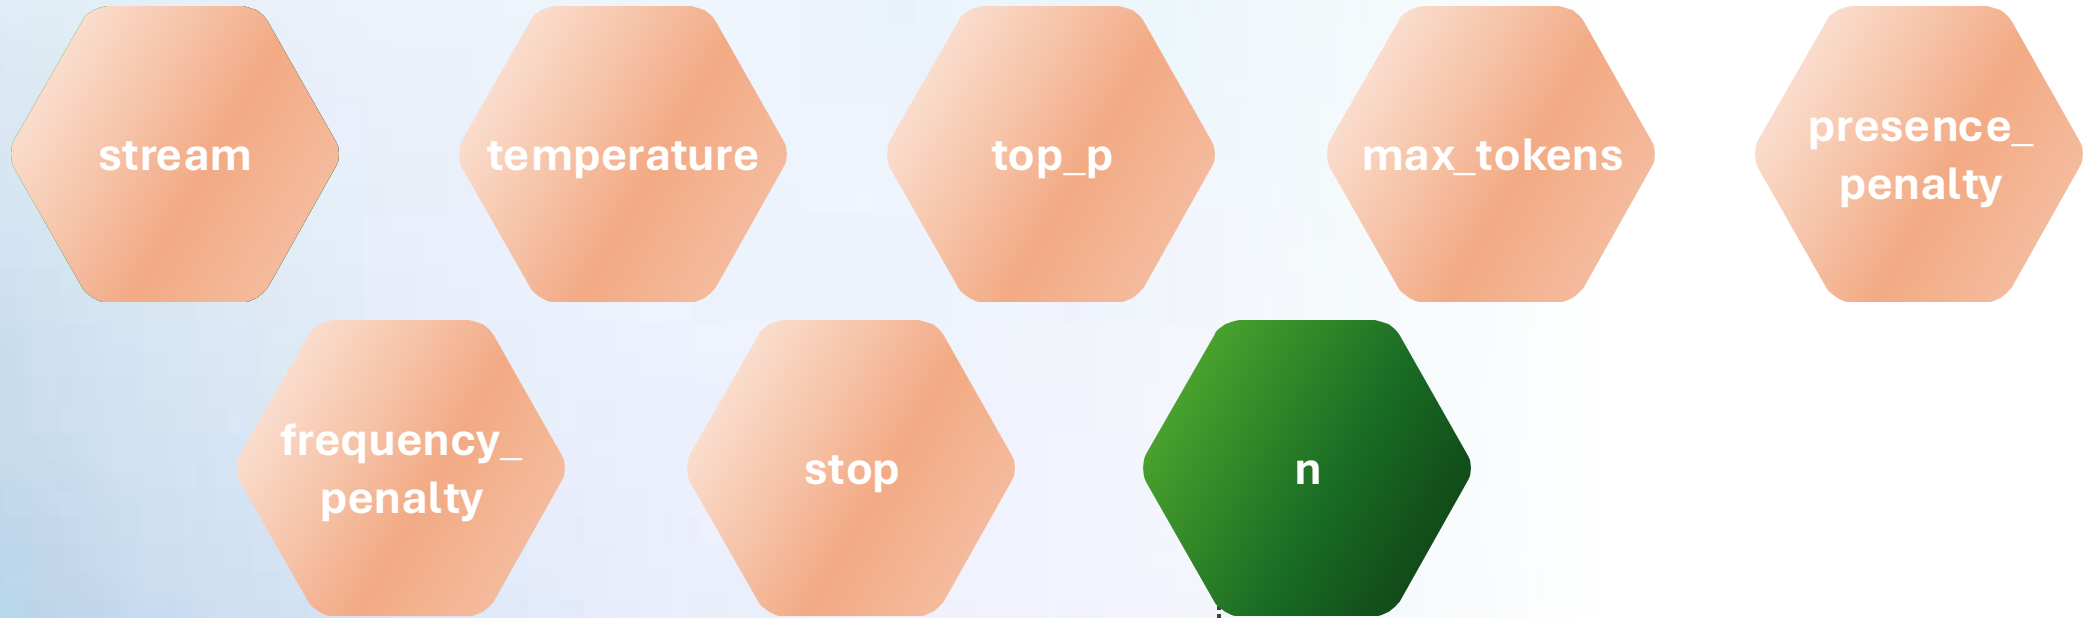 stream
temperature
top_p
max_tokens
presence_
penalty
frequency_
penalty
stop
n